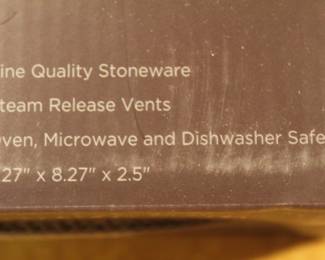 ine Quality Stoneware
team Release Vents
ven, Microwave and Dishwasher Safe
27" x 8.27" x 2.5"